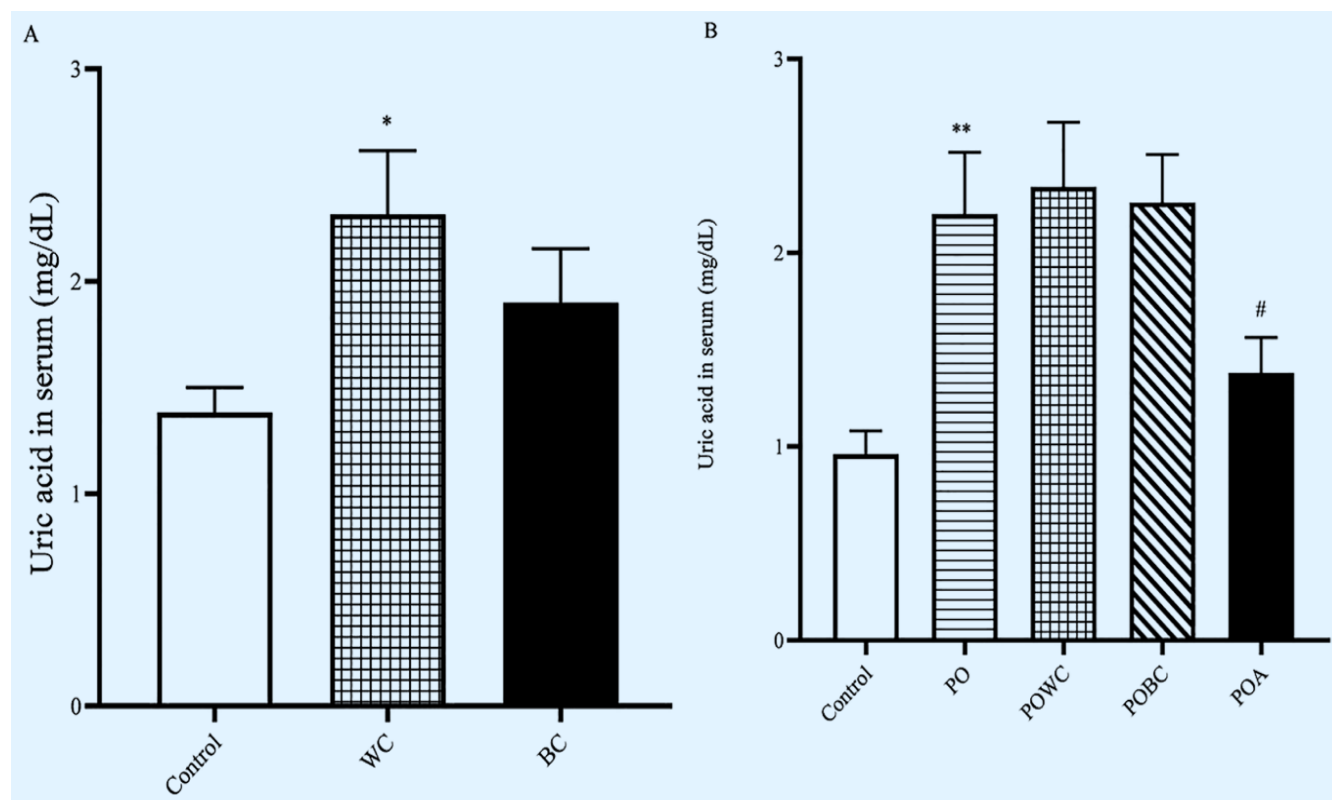 A
Uric acid in serum (mg/dL)
3
2
1
0
*
Control
WC
BC
B
Uric acid in serum (mg/dL)
3
2
1
0
**
#
Control
PO
POWC
POBC
POA